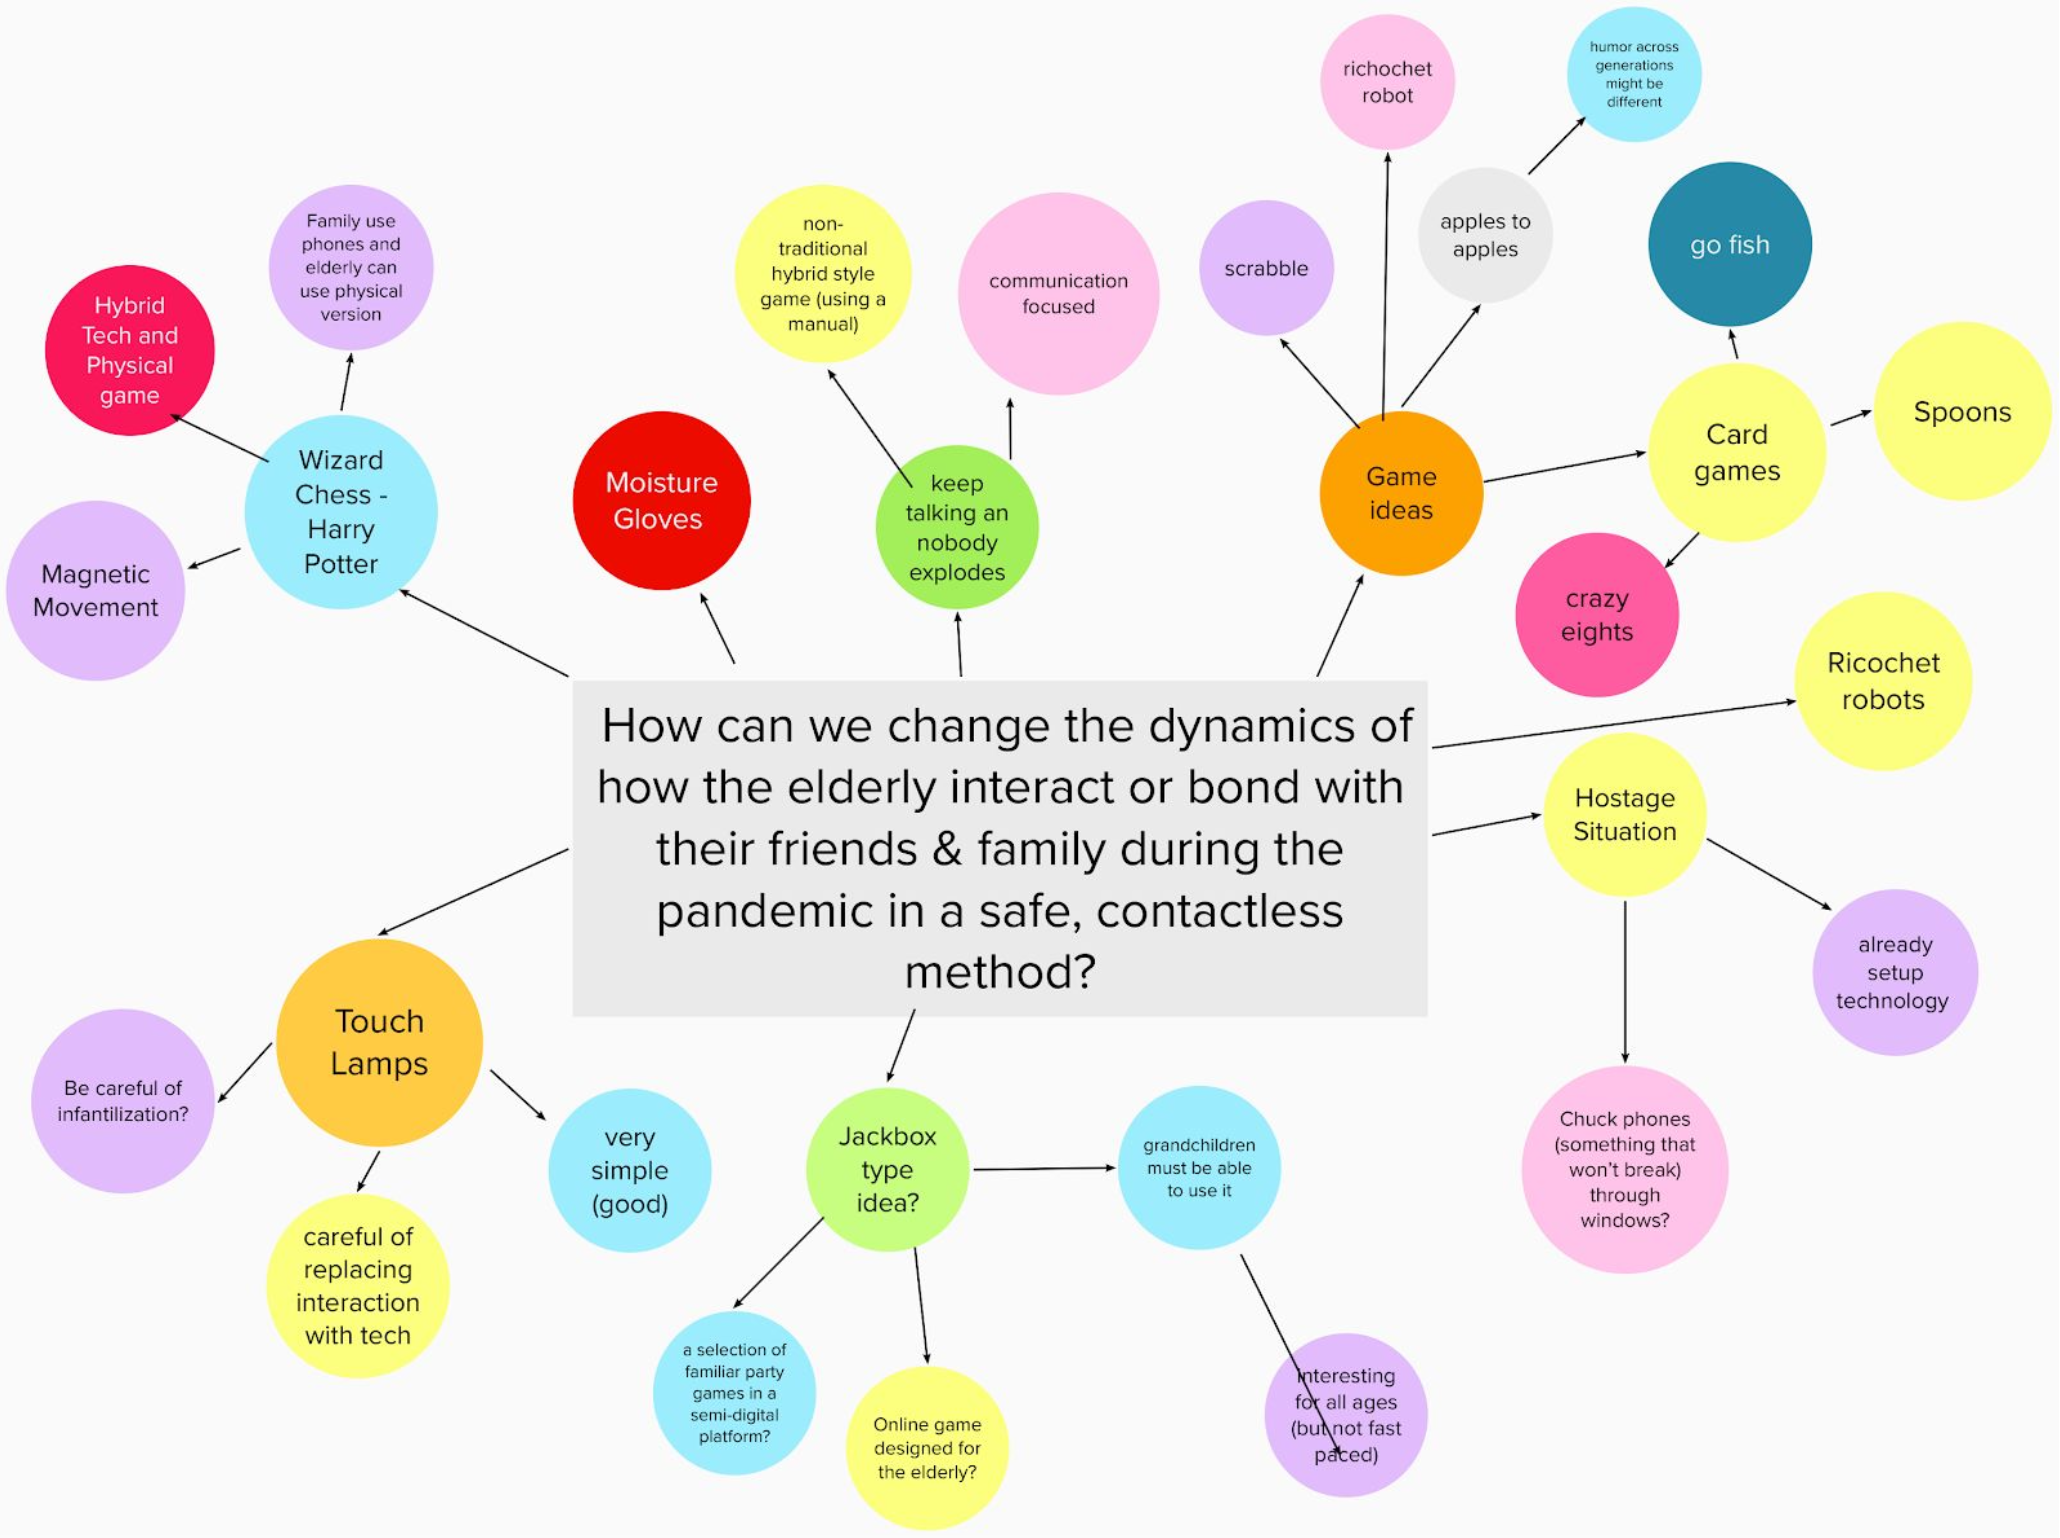 richochet
robot
humor across
generations
might be
different
apples to
apples
scrabble
go fish
Card
games
Spoons
Game
ideas
crazy
eights
Family use
phones and
elderly can
use physical
version
Hybrid
Tech and
Physical
game
Wizard
Chess -
Harry
Potter
Magnetic
Movement
non-
traditional
hybrid style
game (using a
manual)
communication
focused
Moisture
Gloves
keep
talking an
nobody
explodes
Ricochet
robots
How can we change the dynamics of
how the elderly interact or bond with
their friends & family during the
pandemic in a safe, contactless
method?
Hostage
Situation
already
setup
technology
Chuck phones
(something that
won't break)
through
windows?
Touch
Lamps
Be careful of
infantilization?
very
simple
(good)
careful of
replacing
interaction
with tech
Jackbox
type
idea?
grandchildren
must be able
to use it
a selection of
familiar party
games in a
semi-digital
platform?
Online game
designed for
the elderly?
interesting
for all ages
(but not fast
paced)